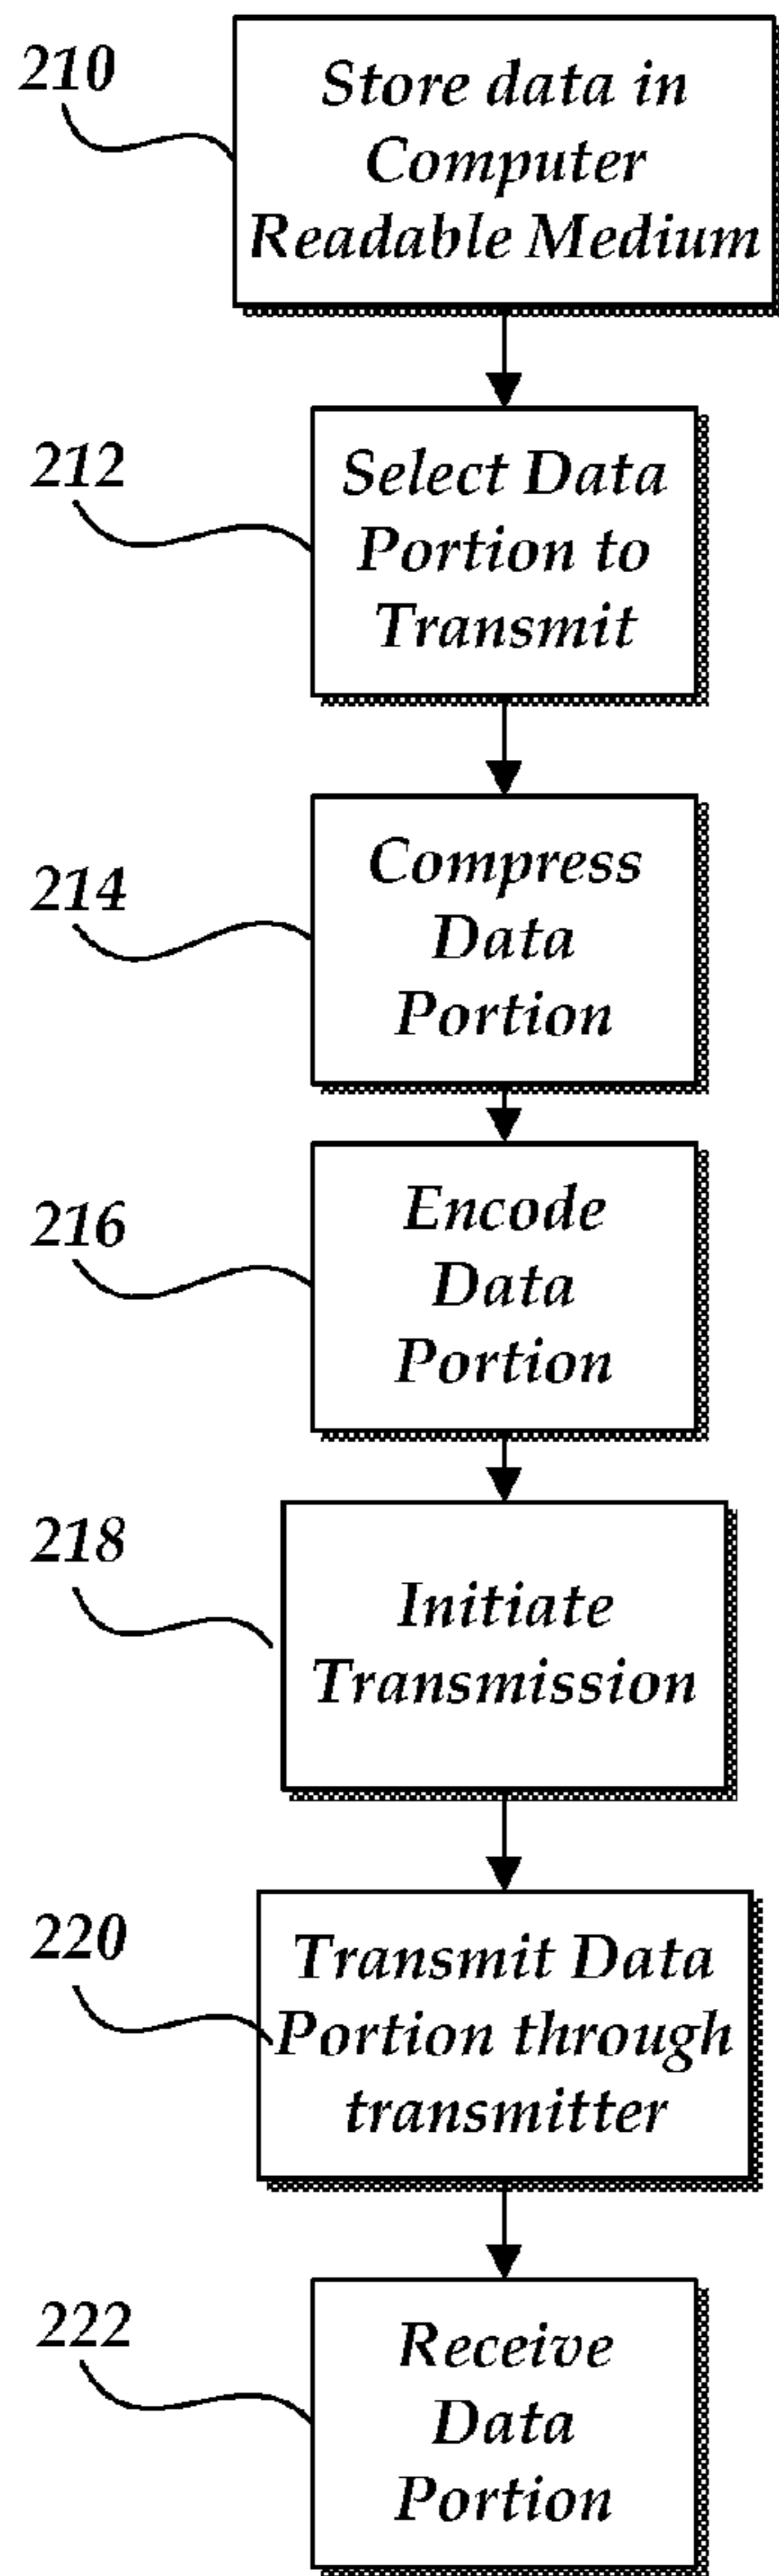 210
Store data in
Computer
Readable Medium
212
Select Data
Portion to
Transmit
214
Compress
Data
Portion
216
Encode
Data
Portion
218
Initiate
Transmission
220
Transmit Data
Portion through
transmitter
222
Receive
Data
Portion